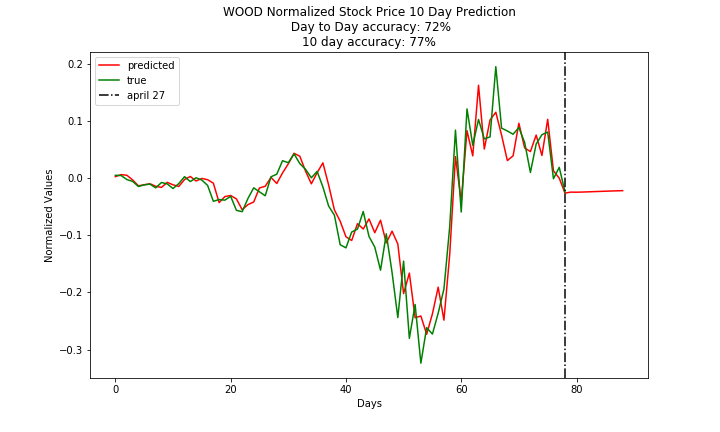 WOOD Normalized Stock Price 10 Day Prediction
Day to Day accuracy: 72%
10 day accuracy: 77%
predicted
true
april 27
Normalized Values
0.2
0.1
0.0
−0.1
−0.2
−0.3
0 20 40 60 80
Days